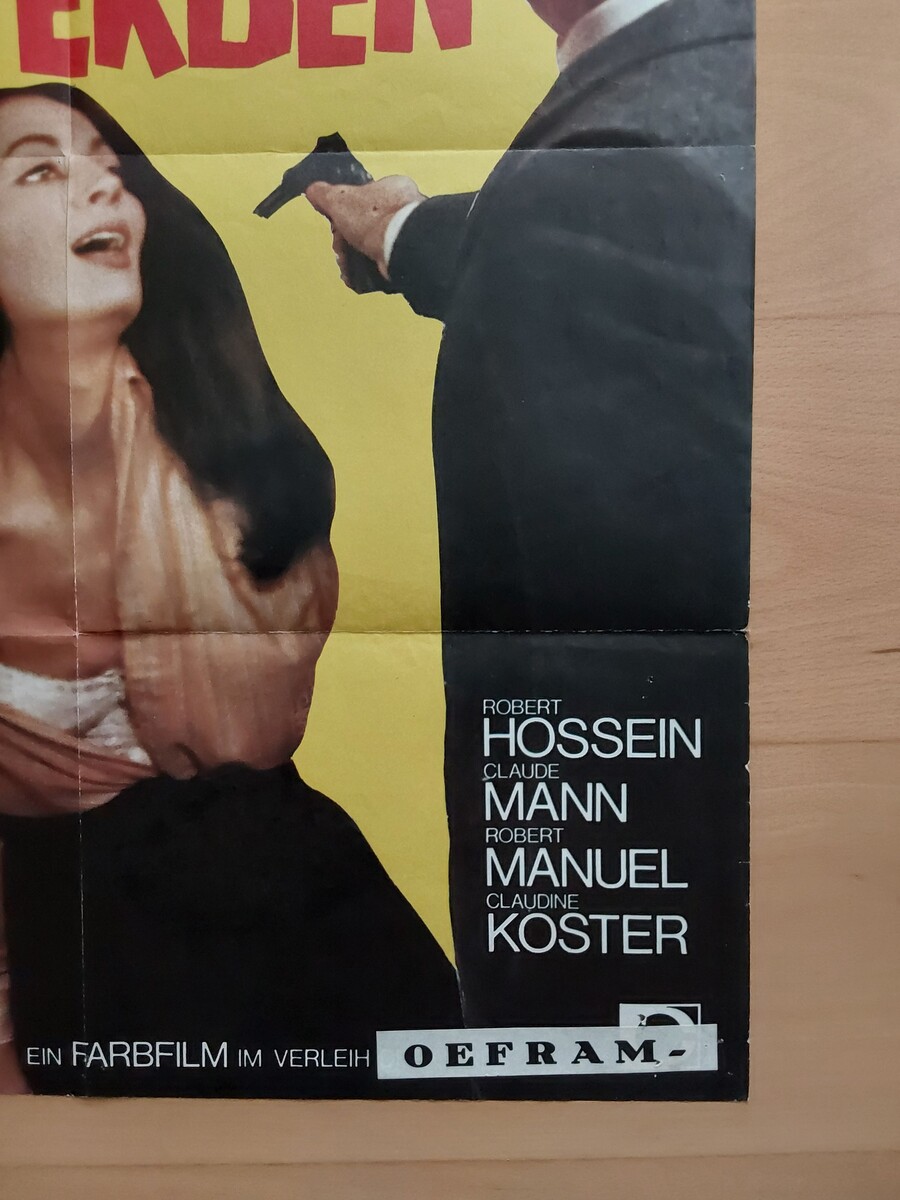 ERDEN
ROBERT
HOSSEIN
CLAUDE
MANN
ROBERT
MANUEL
CLAUDINE
KOSTER
EIN FARBFILM IM VERLEIH OEFRAM-